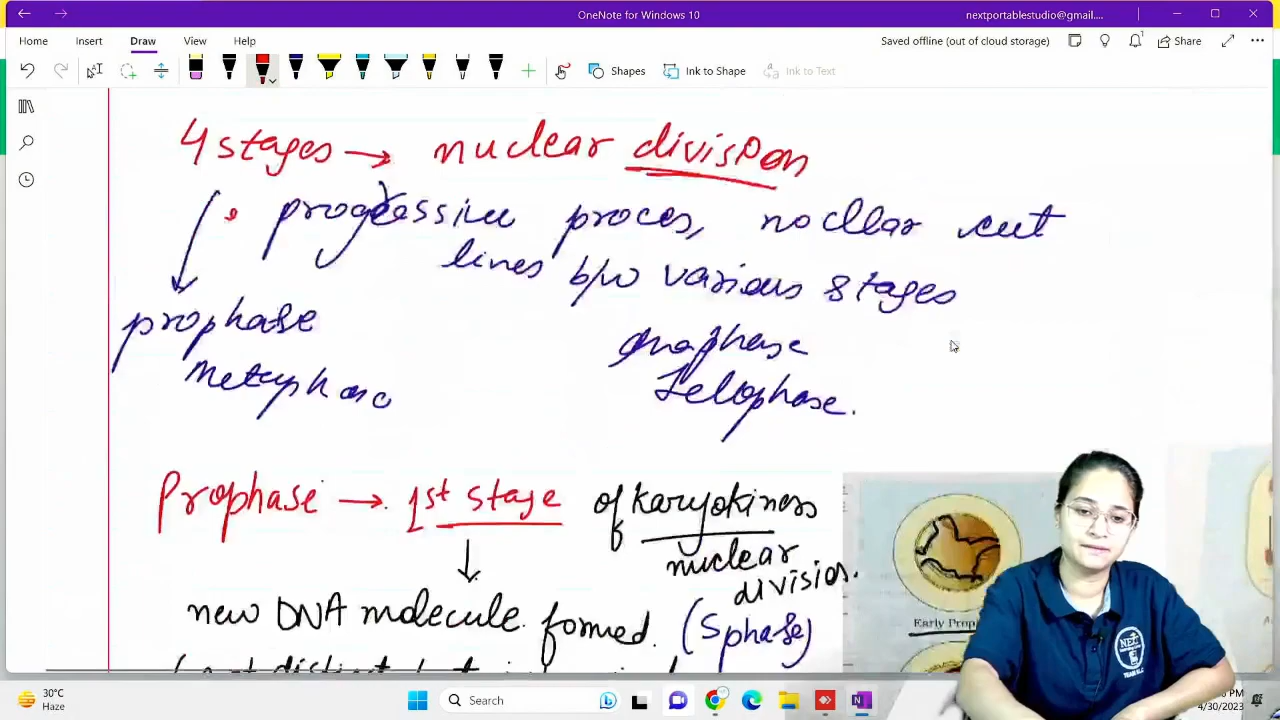 OneNote for Windows 10
nextportablestudio@gmail....
Home Insert Draw View Help
Saved offline (out of cloud storage)
Share
Shapes
Ink to Shape
Ink to Text
4 stages → nuclear division
• progressive proces, no clear cut
lines b/w various stages
prophase
Metaphase
Anaphase
Telophase.
Prophase → 1st stage of karyokiness
nuclear
division.
new DNA molecule formed. (S phase)
Early Prop
TEAM
30°C
Haze
Search
4/30/2023